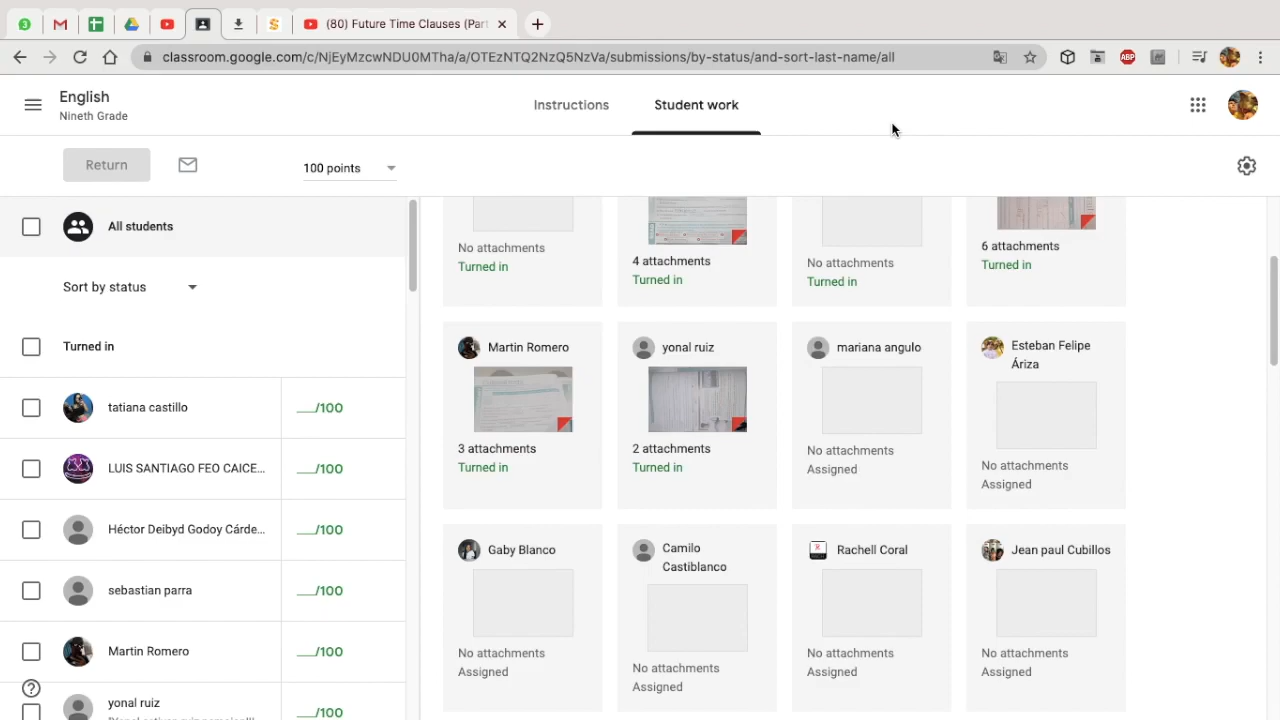 (80) Future Time Clauses (Par
classroom.google.com/c/NjEyMzcwNDU0MTha/a/OTEzNTQ2NzQ5NzVa/submissions/by-status/and-sort-last-name/all
English
Nineth Grade
Instructions
Student work
Return
100 points
All students
Sort by status
Turned in
tatiana castillo
___/100
LUIS SANTIAGO FEO CAICE...
___/100
Héctor Deibyd Godoy Cárde...
___/100
sebastian parra
___/100
Martin Romero
___/100
yonal ruiz
___/100
No attachments
Turned in
4 attachments
Turned in
No attachments
Turned in
6 attachments
Turned in
Martin Romero
3 attachments
Turned in
yonal ruiz
2 attachments
Turned in
mariana angulo
No attachments
Assigned
Esteban Felipe
Áriza
No attachments
Assigned
Gaby Blanco
No attachments
Assigned
Camilo
Castiblanco
No attachments
Assigned
Rachell Coral
No attachments
Assigned
Jean paul Cubillos
No attachments
Assigned